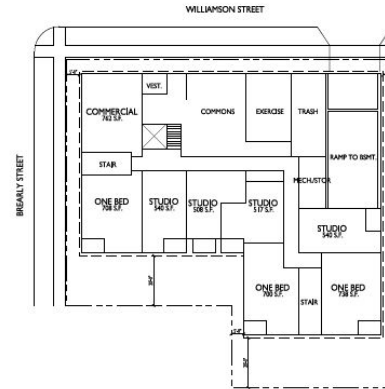 WILLIAMSON STREET
BREARLY STREET
VEST.
COMMERCIAL
762 S.F.
COMMONS
EXERCISE
TRASH
STAIR
RAMP TO BSMT.
MECH./STOR
ONE BED
708 S.F.
STUDIO
540 S.F.
STUDIO
508 S.F.
STUDIO
517 S.F.
STUDIO
540 S.F.
ONE BED
700 S.F.
STAIR
ONE BED
738 S.F.